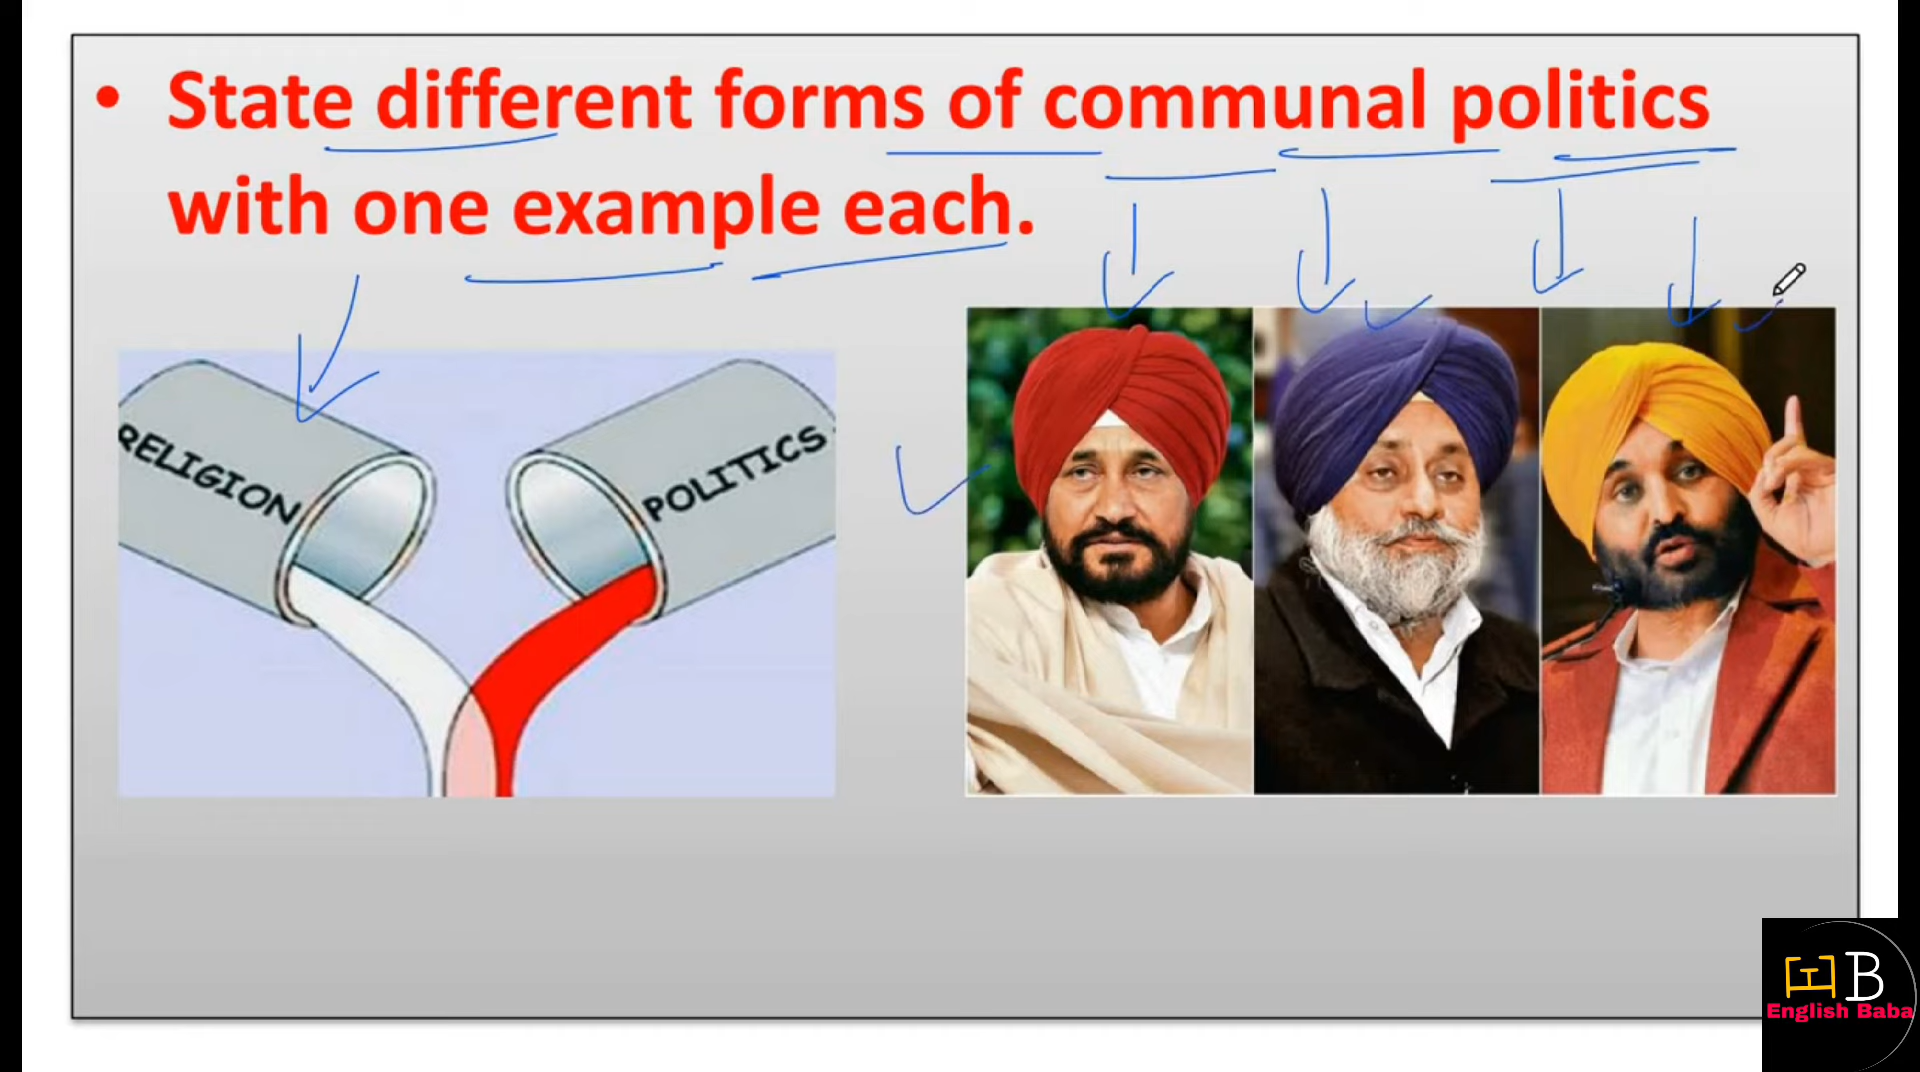 • State different forms of communal politics
with one example each.
RELIGION
POLITICS
B
English Baba